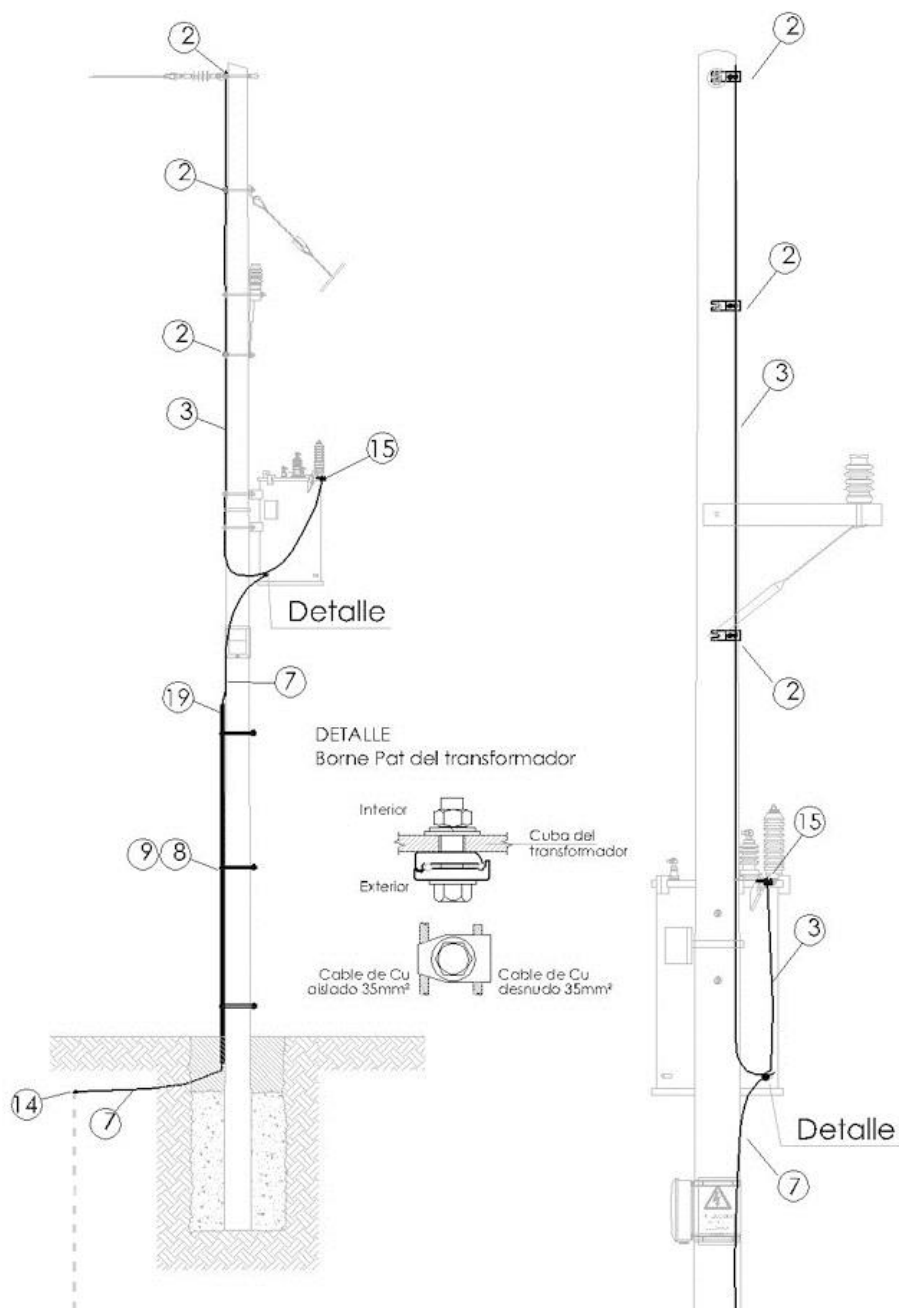 2
2
2
2
2
3
3
15
Detalle
7
19
2
DETALLE
Borne Pat del transformador
Interior
Cuba del
transformador
Exterior
9 8
15
3
Cable de Cu
aislado 35mm²
Cable de Cu
desnudo 35mm²
14
7
Detalle
7